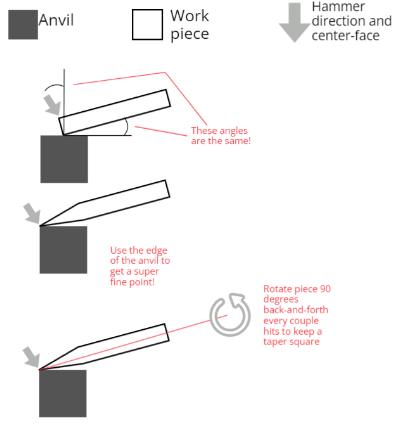 Anvil
Work
piece
Hammer
direction and
center-face
These angles
are the same!
Use the edge
of the anvil to
get a super
fine point!
Rotate piece 90
degrees
back-and-forth
every couple
hits to keep a
taper square